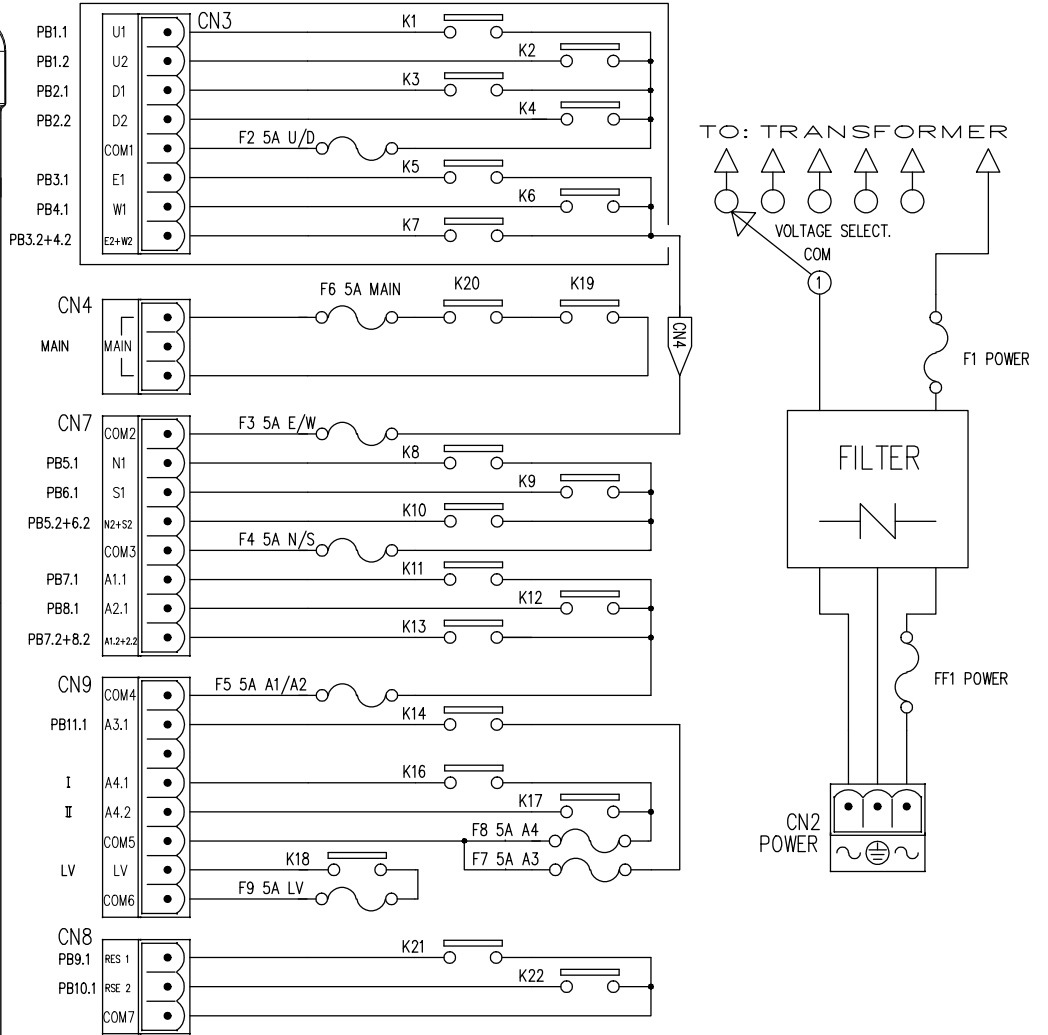 CN3
PB1.1 U1 K1
PB1.2 U2 K2
PB2.1 D1 K3
PB2.2 D2 K4
COM1 F2 5A U/D
PB3.1 E1 K5
PB4.1 W1 K6
PB3.2+4.2 E2+W2 K7
CN4
F6 5A MAIN K20 K19
MAIN MAIN
CN4
CN7
COM2 F3 5A E/W
PB5.1 N1 K8
PB6.1 S1 K9
PB5.2+6.2 N2+S2 K10
COM3 F4 5A N/S
PB7.1 A1.1 K11
PB8.1 A2.1 K12
PB7.2+8.2 A1.2+2.2 K13
CN9
COM4 F5 5A A1/A2
PB11.1 A3.1 K14
I A4.1 K16
II A4.2 K17
COM5 F8 5A A4
F7 5A A3
LV LV K18
COM6 F9 5A LV
CN8
PB9.1 RES 1 K21
PB10.1 RSE 2 K22
COM7
TO: TRANSFORMER
VOLTAGE SELECT.
COM
1
F1 POWER
FILTER
FF1 POWER
CN2
POWER